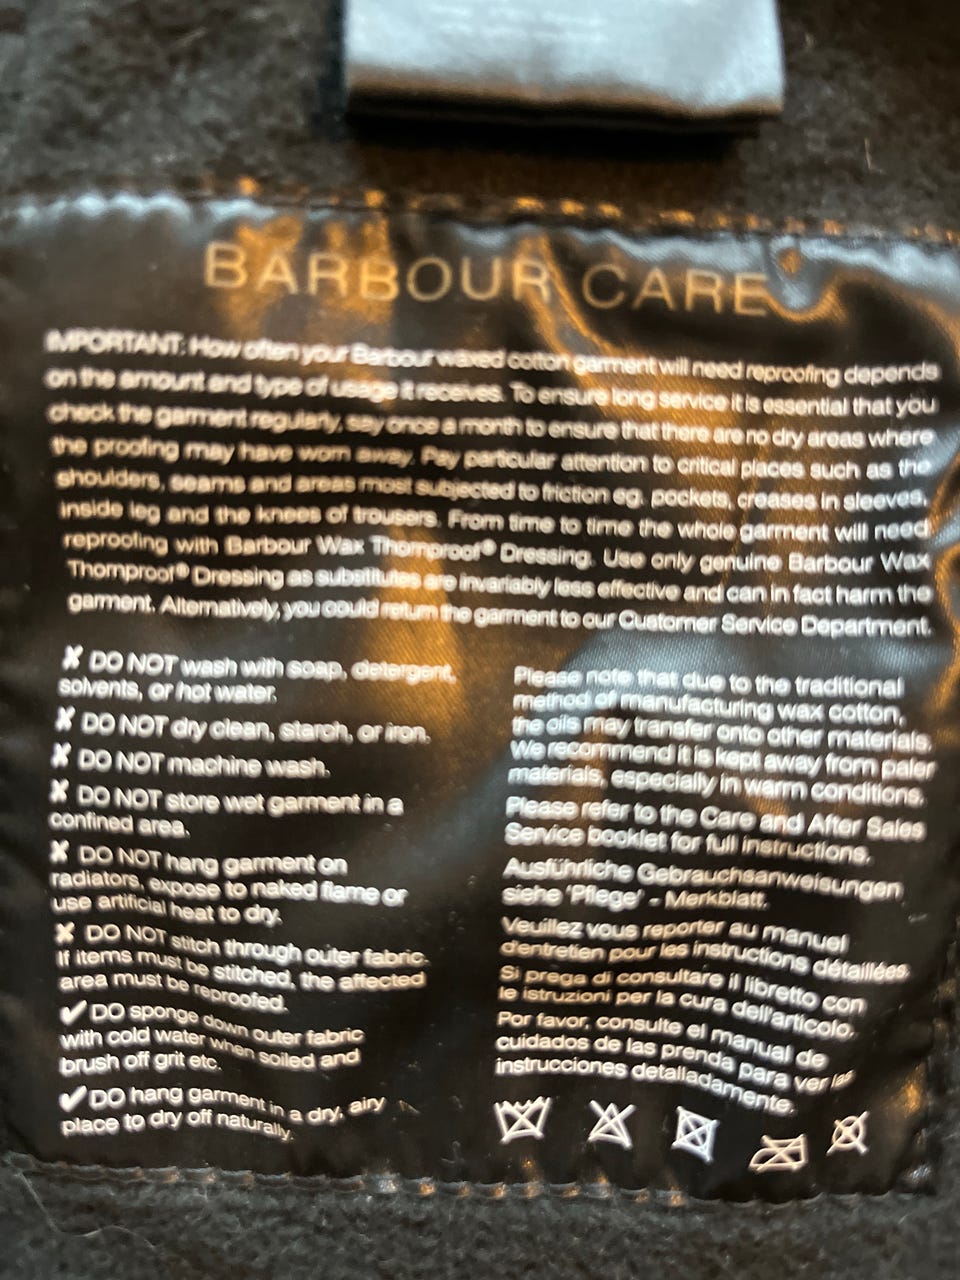 BARBOUR CARE
IMPORTANT: How often your Barbour waxed cotton garment will need reproofing depends
on the amount and type of usage it receives. To ensure long service it is essential that you
check the garment regularly, say once a month to ensure that there are no dry areas where
the proofing may have worn away. Pay particular attention to critical places such as the
shoulders, seams and areas most subjected to friction eg. pockets, creases in sleeves,
inside leg and the knees of trousers. From time to time the whole garment will need
reproofing with Barbour Wax Thornproof® Dressing. Use only genuine Barbour Wax
Thornproof® Dressing as substitutes are invariably less effective and can in fact harm the
garment. Alternatively, you could return the garment to our Customer Service Department.
✘ DO NOT wash with soap, detergent,
solvents, or hot water.
✘ DO NOT dry clean, starch, or iron.
✘ DO NOT machine wash.
✘ DO NOT store wet garment in a
confined area.
✘ DO NOT hang garment on
radiators, expose to naked flame or
use artificial heat to dry.
✘ DO NOT stitch through outer fabric.
If items must be stitched, the affected
area must be reproofed.
✔ DO sponge down outer fabric
with cold water when soiled and
brush off grit etc.
✔ DO hang garment in a dry, airy
place to dry off naturally.
Please note that due to the traditional
method of manufacturing wax cotton,
the oils may transfer onto other materials.
We recommend it is kept away from paler
materials, especially in warm conditions.
Please refer to the Care and After Sales
Service booklet for full instructions.
Ausführliche Gebrauchsanweisungen
siehe 'Pflege' - Merkblatt.
Veuillez vous reporter au manuel
d'entretien pour les instructions détaillées.
Si prega di consultare il libretto con
le istruzioni per la cura dell'articolo.
Por favor, consulte el manual de
cuidados de las prenda para ver las
instrucciones detalladamente.